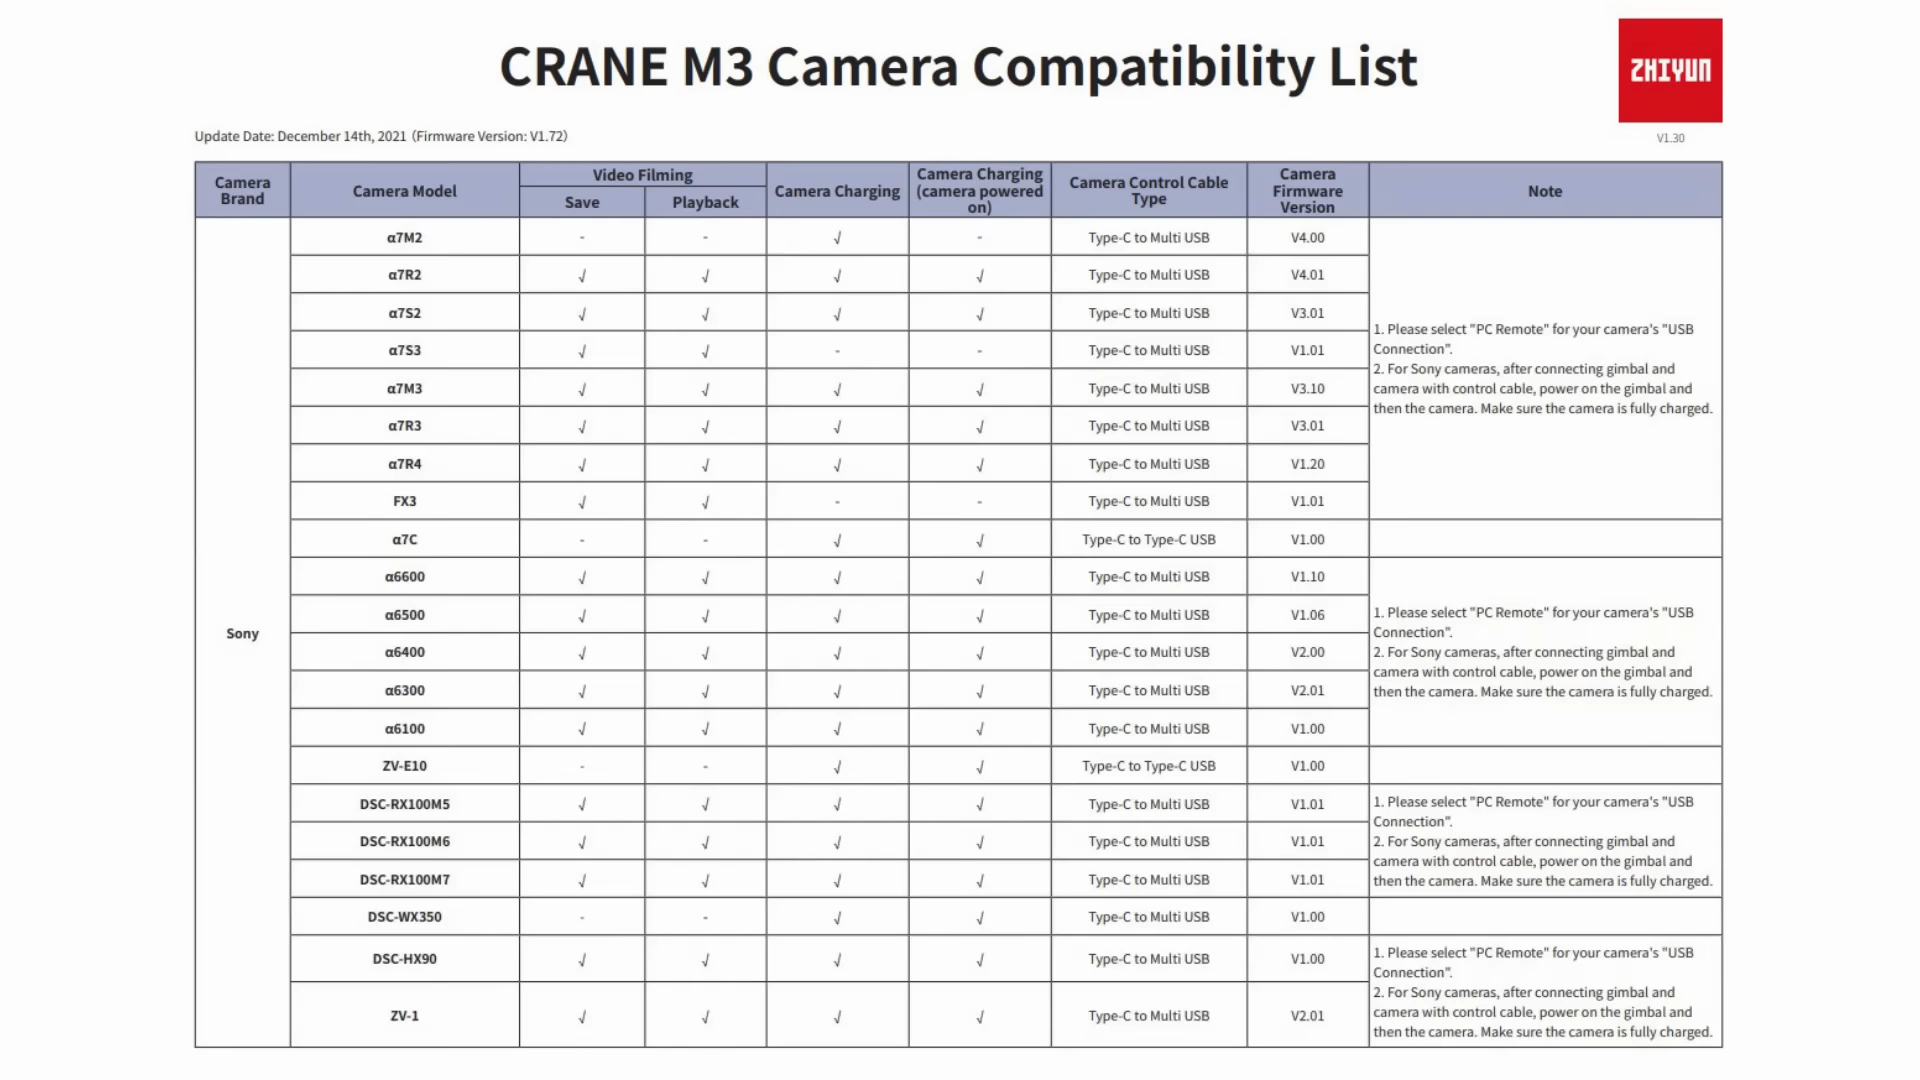 CRANE M3 Camera Compatibility List
ZHIYUN
Update Date: December 14th, 2021 (Firmware Version: V1.72)
V1.30
Camera Brand | Camera Model | Video Filming | Camera Charging | Camera Charging (camera powered on) | Camera Control Cable Type | Camera Firmware Version | Note
Save | Playback
Sony
α7M2 - - √ - Type-C to Multi USB V4.00
α7R2 √ √ √ √ Type-C to Multi USB V4.01
α7S2 √ √ √ √ Type-C to Multi USB V3.01
α7S3 √ √ - - Type-C to Multi USB V1.01
α7M3 √ √ √ √ Type-C to Multi USB V3.10
α7R3 √ √ √ √ Type-C to Multi USB V3.01
α7R4 √ √ √ √ Type-C to Multi USB V1.20
FX3 √ √ - - Type-C to Multi USB V1.01
1. Please select "PC Remote" for your camera's "USB
Connection".
2. For Sony cameras, after connecting gimbal and
camera with control cable, power on the gimbal and
then the camera. Make sure the camera is fully charged.
α7C - - √ √ Type-C to Type-C USB V1.00
α6600 √ √ √ √ Type-C to Multi USB V1.10
α6500 √ √ √ √ Type-C to Multi USB V1.06
α6400 √ √ √ √ Type-C to Multi USB V2.00
α6300 √ √ √ √ Type-C to Multi USB V2.01
α6100 √ √ √ √ Type-C to Multi USB V1.00
1. Please select "PC Remote" for your camera's "USB
Connection".
2. For Sony cameras, after connecting gimbal and
camera with control cable, power on the gimbal and
then the camera. Make sure the camera is fully charged.
ZV-E10 - - √ √ Type-C to Type-C USB V1.00
DSC-RX100M5 √ √ √ √ Type-C to Multi USB V1.01
DSC-RX100M6 √ √ √ √ Type-C to Multi USB V1.01
DSC-RX100M7 √ √ √ √ Type-C to Multi USB V1.01
1. Please select "PC Remote" for your camera's "USB
Connection".
2. For Sony cameras, after connecting gimbal and
camera with control cable, power on the gimbal and
then the camera. Make sure the camera is fully charged.
DSC-WX350 - - √ √ Type-C to Multi USB V1.00
DSC-HX90 √ √ √ √ Type-C to Multi USB V1.00
ZV-1 √ √ √ √ Type-C to Multi USB V2.01
1. Please select "PC Remote" for your camera's "USB
Connection".
2. For Sony cameras, after connecting gimbal and
camera with control cable, power on the gimbal and
then the camera. Make sure the camera is fully charged.